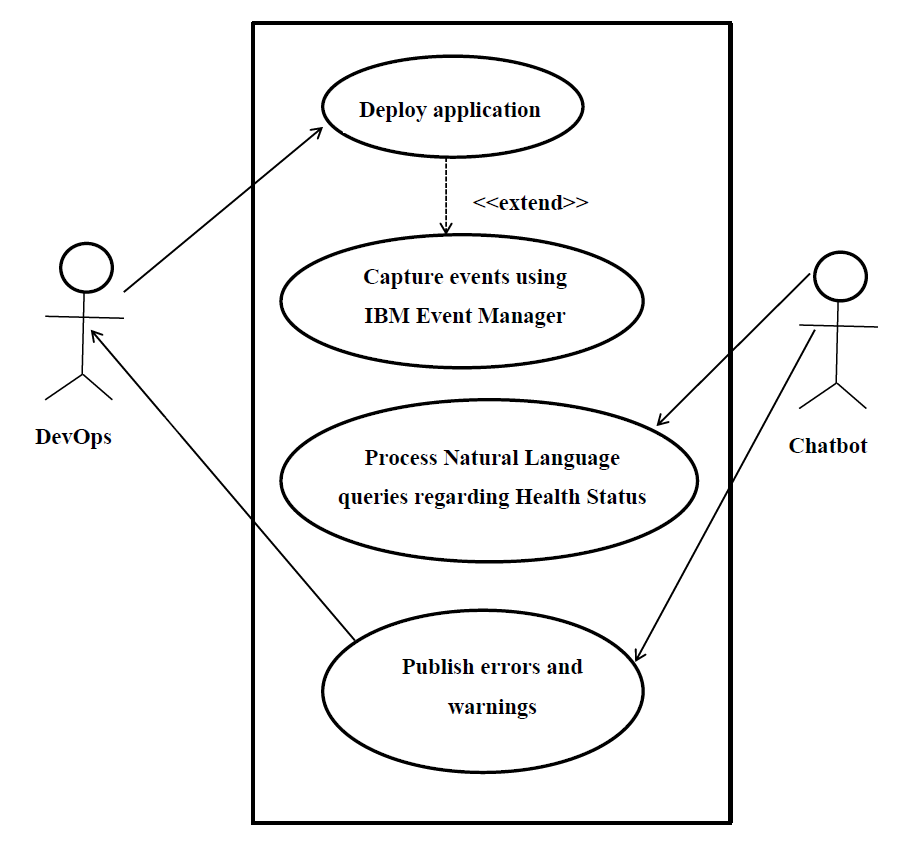 Deploy application
<<extend>>
Capture events using
IBM Event Manager
DevOps
Chatbot
Process Natural Language
queries regarding Health Status
Publish errors and
warnings